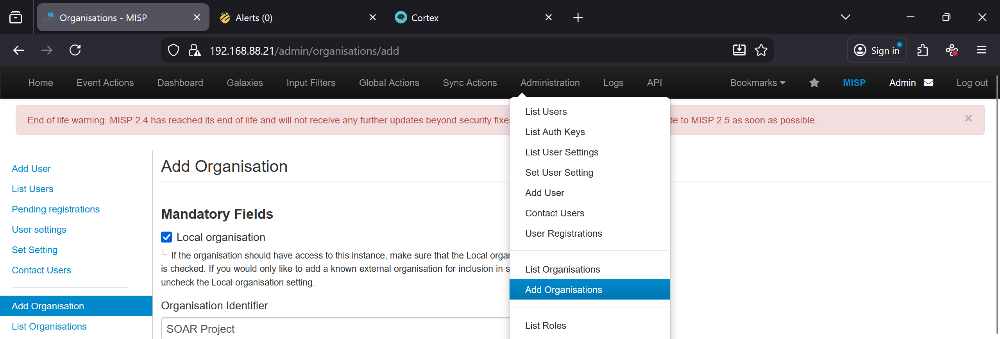 Organisations - MISP
Alerts (0)
Cortex
192.168.88.21/admin/organisations/add
Sign in
Home
Event Actions
Dashboard
Galaxies
Input Filters
Global Actions
Sync Actions
Administration
Logs
API
Bookmarks
MISP
Admin
Log out
End of life warning: MISP 2.4 has reached its end of life and will not receive any further updates beyond security fixe
de to MISP 2.5 as soon as possible.
Add User
List Users
Pending registrations
User settings
Set Setting
Contact Users
Add Organisation
List Organisations
Add Organisation
Mandatory Fields
Local organisation
If the organisation should have access to this instance, make sure that the Local orga
is checked. If you would only like to add a known external organisation for inclusion in s
uncheck the Local organisation setting.
Organisation Identifier
SOAR Project
List Users
List Auth Keys
List User Settings
Set User Setting
Add User
Contact Users
User Registrations
List Organisations
Add Organisations
List Roles